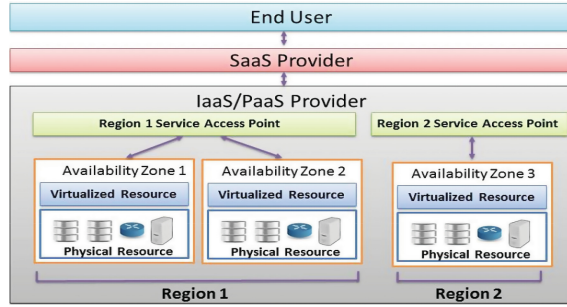 End User
SaaS Provider
IaaS/PaaS Provider
Region 1 Service Access Point
Region 2 Service Access Point
Availability Zone 1
Availability Zone 2
Availability Zone 3
Virtualized Resource
Virtualized Resource
Virtualized Resource
Physical Resource
Physical Resource
Physical Resource
Region 1
Region 2